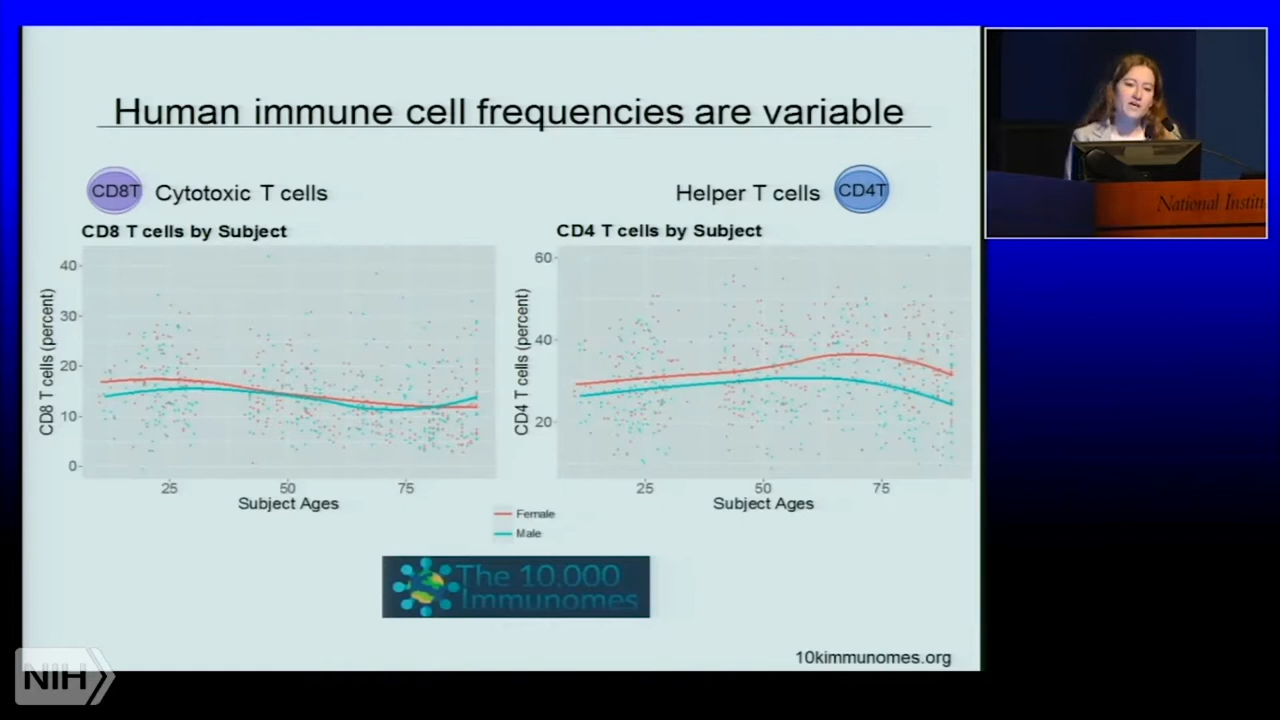 Human immune cell frequencies are variable
CD8T Cytotoxic T cells
Helper T cells CD4T
CD8 T cells by Subject
CD4 T cells by Subject
CD8 T cells (percent)
40
30
20
10
0
25 50 75
Subject Ages
CD4 T cells (percent)
60
40
20
25 50 75
Subject Ages
Female
Male
The 10,000
Immunomes
10kimmunomes.org
National
NIH